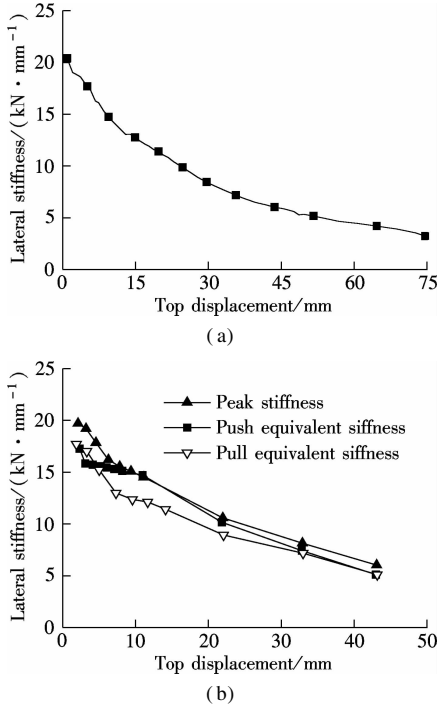 25
20
15
10
5
0
Lateral stiffness/(kN·mm⁻¹)
0 15 30 45 60 75
Top displacement/mm
(a)
25
20
15
10
5
0
Lateral stiffness/(kN·mm⁻¹)
Peak stiffness
Push equivalent siffness
Pull equivalent siffness
0 10 20 30 40 50
Top displacement/mm
(b)